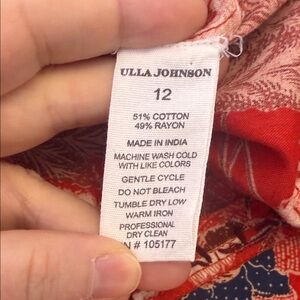 ULLA JOHNSON
12
51% COTTON
49% RAYON
MADE IN INDIA
MACHINE WASH COLD
WITH LIKE COLORS
GENTLE CYCLE
DO NOT BLEACH
TUMBLE DRY LOW
WARM IRON
PROFESSIONAL
DRY CLEAN
N # 105177